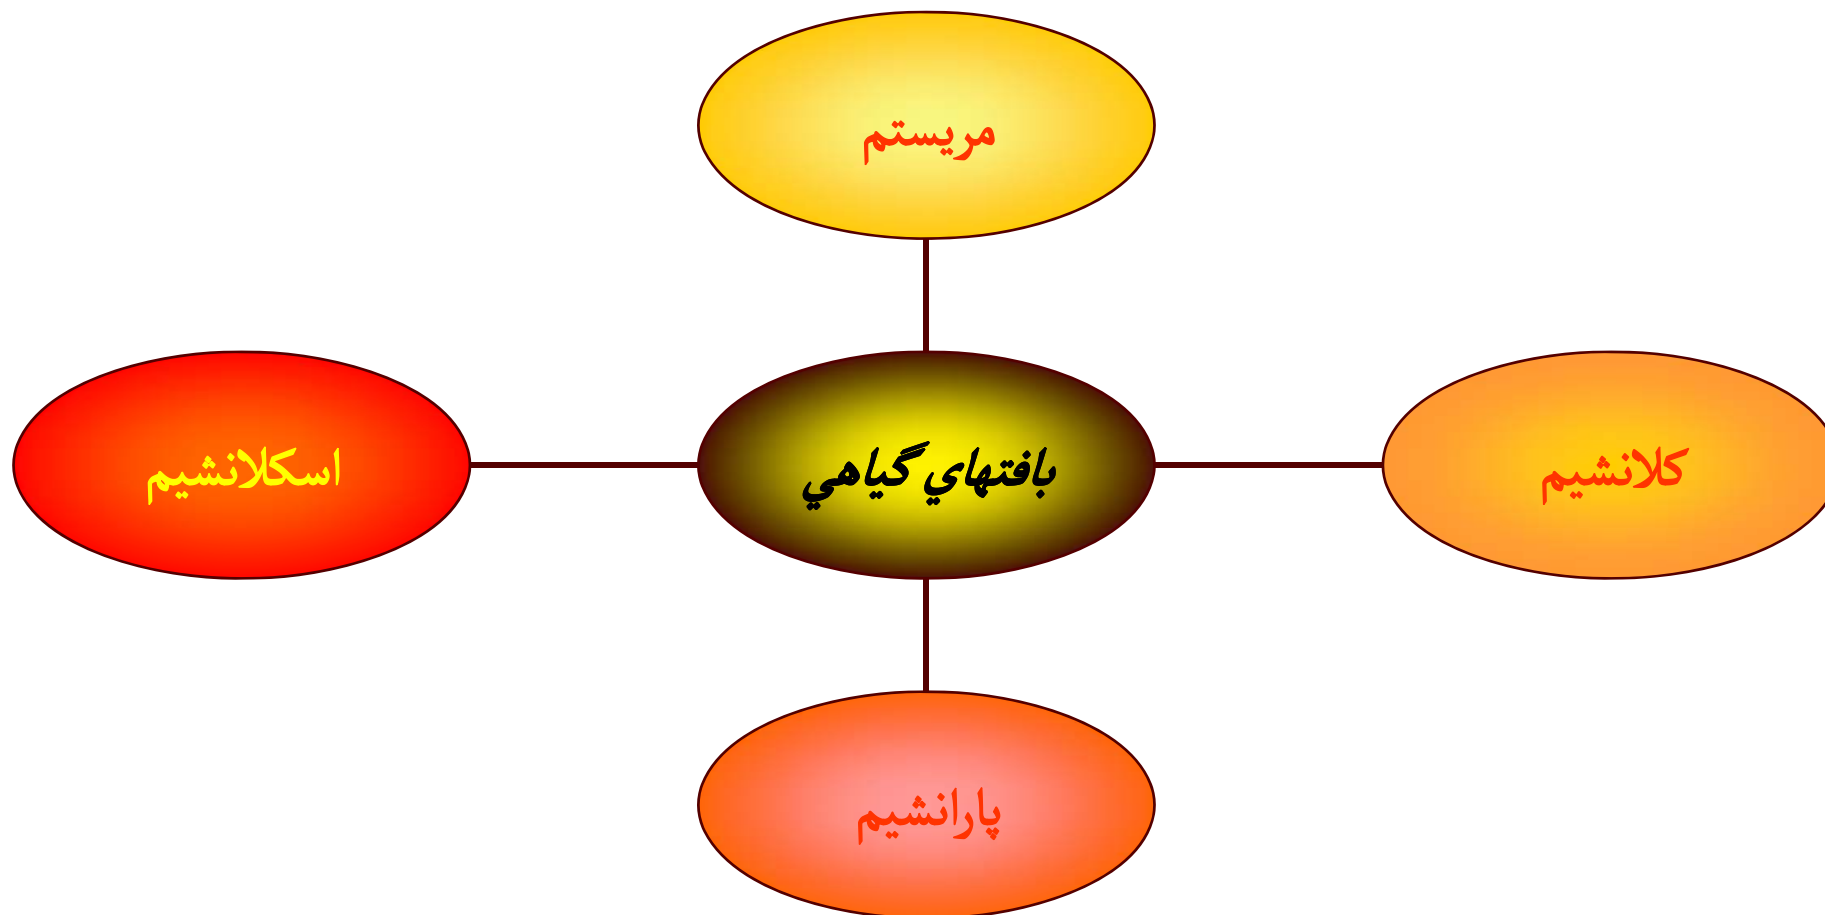 مريستم
اسكلانشيم
بافتهاي گياهي
كلانشيم
پارانشيم